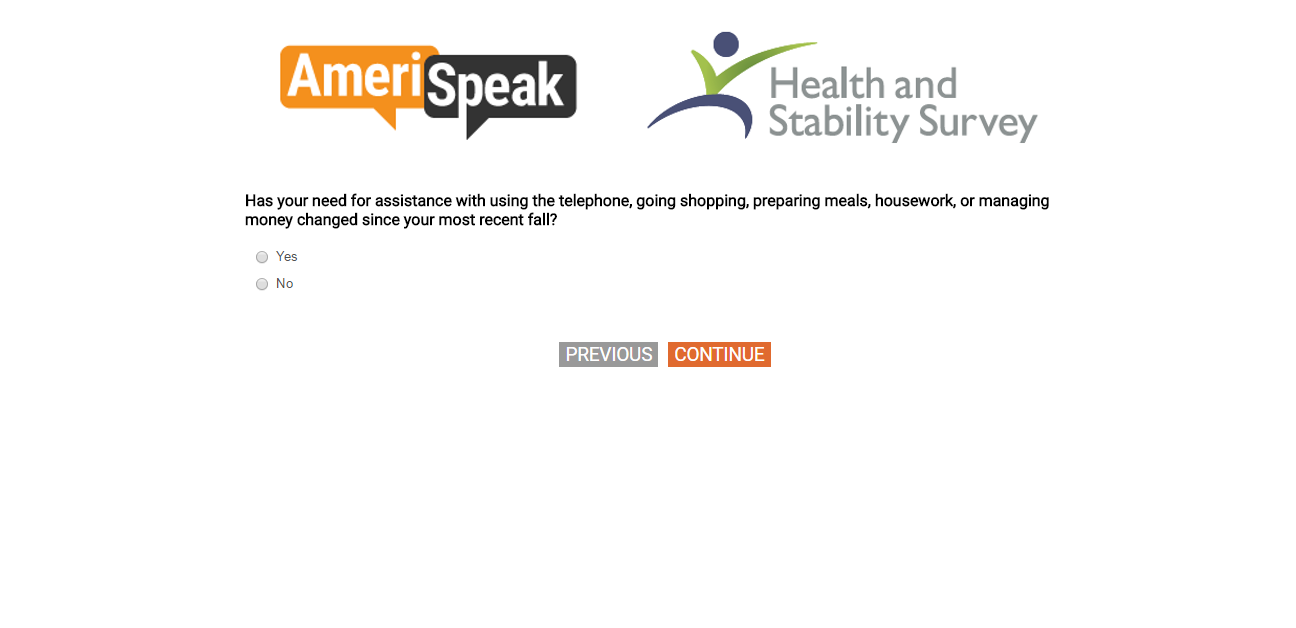 AmeriSpeak
Health and
Stability Survey
Has your need for assistance with using the telephone, going shopping, preparing meals, housework, or managing
money changed since your most recent fall?
Yes
No
PREVIOUS CONTINUE